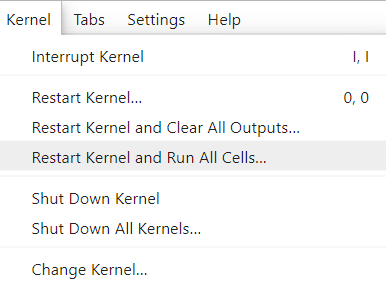 Kernel Tabs Settings Help
Interrupt Kernel I, I
Restart Kernel... 0, 0
Restart Kernel and Clear All Outputs...
Restart Kernel and Run All Cells...
Shut Down Kernel
Shut Down All Kernels...
Change Kernel...